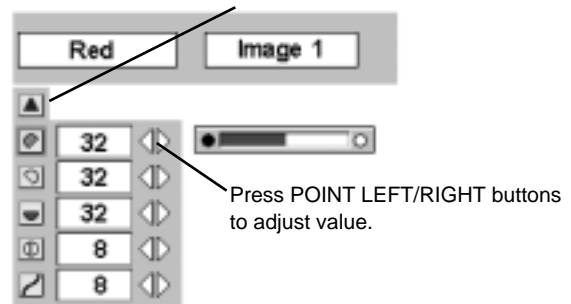 Red
Image 1
32
32
Press POINT LEFT/RIGHT buttons
to adjust value.
32
8
8